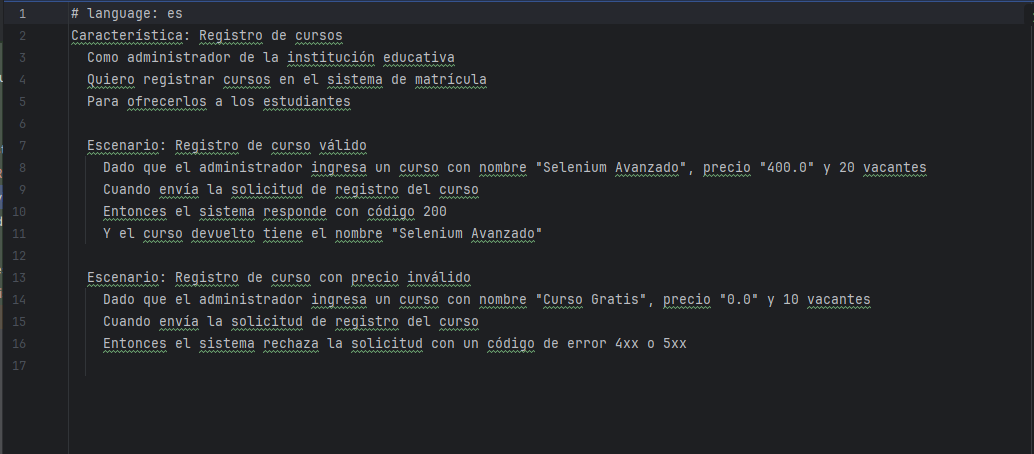 1 # language: es
2 Característica: Registro de cursos
3 Como administrador de la institución educativa
4 Quiero registrar cursos en el sistema de matrícula
5 Para ofrecerlos a los estudiantes
6
7 Escenario: Registro de curso válido
8 Dado que el administrador ingresa un curso con nombre "Selenium Avanzado", precio "400.0" y 20 vacantes
9 Cuando envía la solicitud de registro del curso
10 Entonces el sistema responde con código 200
11 Y el curso devuelto tiene el nombre "Selenium Avanzado"
12
13 Escenario: Registro de curso con precio inválido
14 Dado que el administrador ingresa un curso con nombre "Curso Gratis", precio "0.0" y 10 vacantes
15 Cuando envía la solicitud de registro del curso
16 Entonces el sistema rechaza la solicitud con un código de error 4xx o 5xx
17